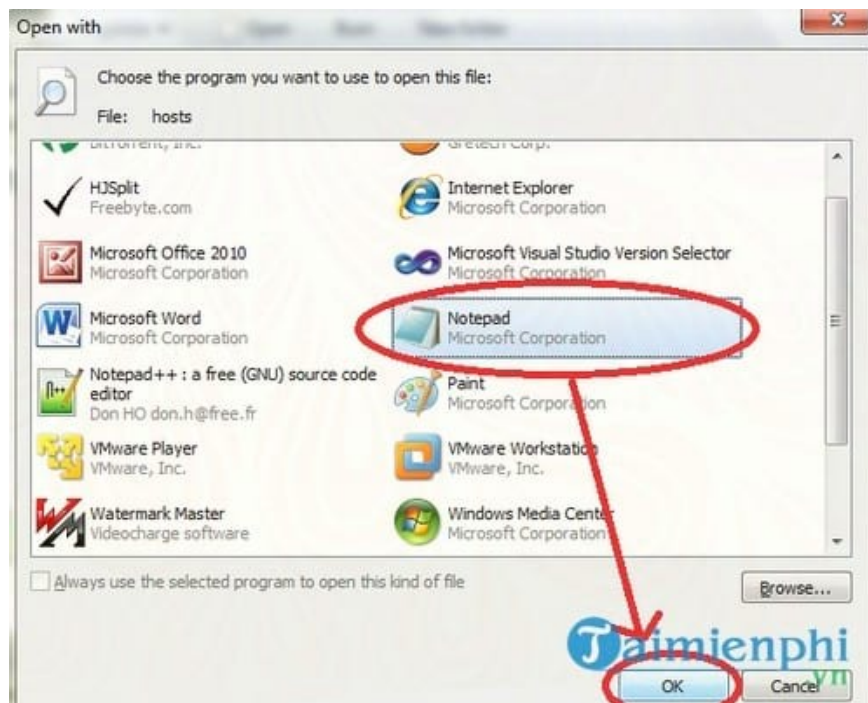 Open with
Choose the program you want to use to open this file:
File: hosts
BitTorrent, Inc.
Gretech Corp.
HJSplit
Freebyte.com
Internet Explorer
Microsoft Corporation
Microsoft Office 2010
Microsoft Corporation
Microsoft Visual Studio Version Selector
Microsoft Corporation
Microsoft Word
Microsoft Corporation
Notepad
Microsoft Corporation
Notepad++ : a free (GNU) source code
editor
Don HO don.h@free.fr
Paint
Microsoft Corporation
VMware Player
VMware, Inc.
VMware Workstation
VMware, Inc.
Watermark Master
Videocharge software
Windows Media Center
Microsoft Corporation
Always use the selected program to open this kind of file
Browse...
Taimienphi
.vn
OK
Cancel